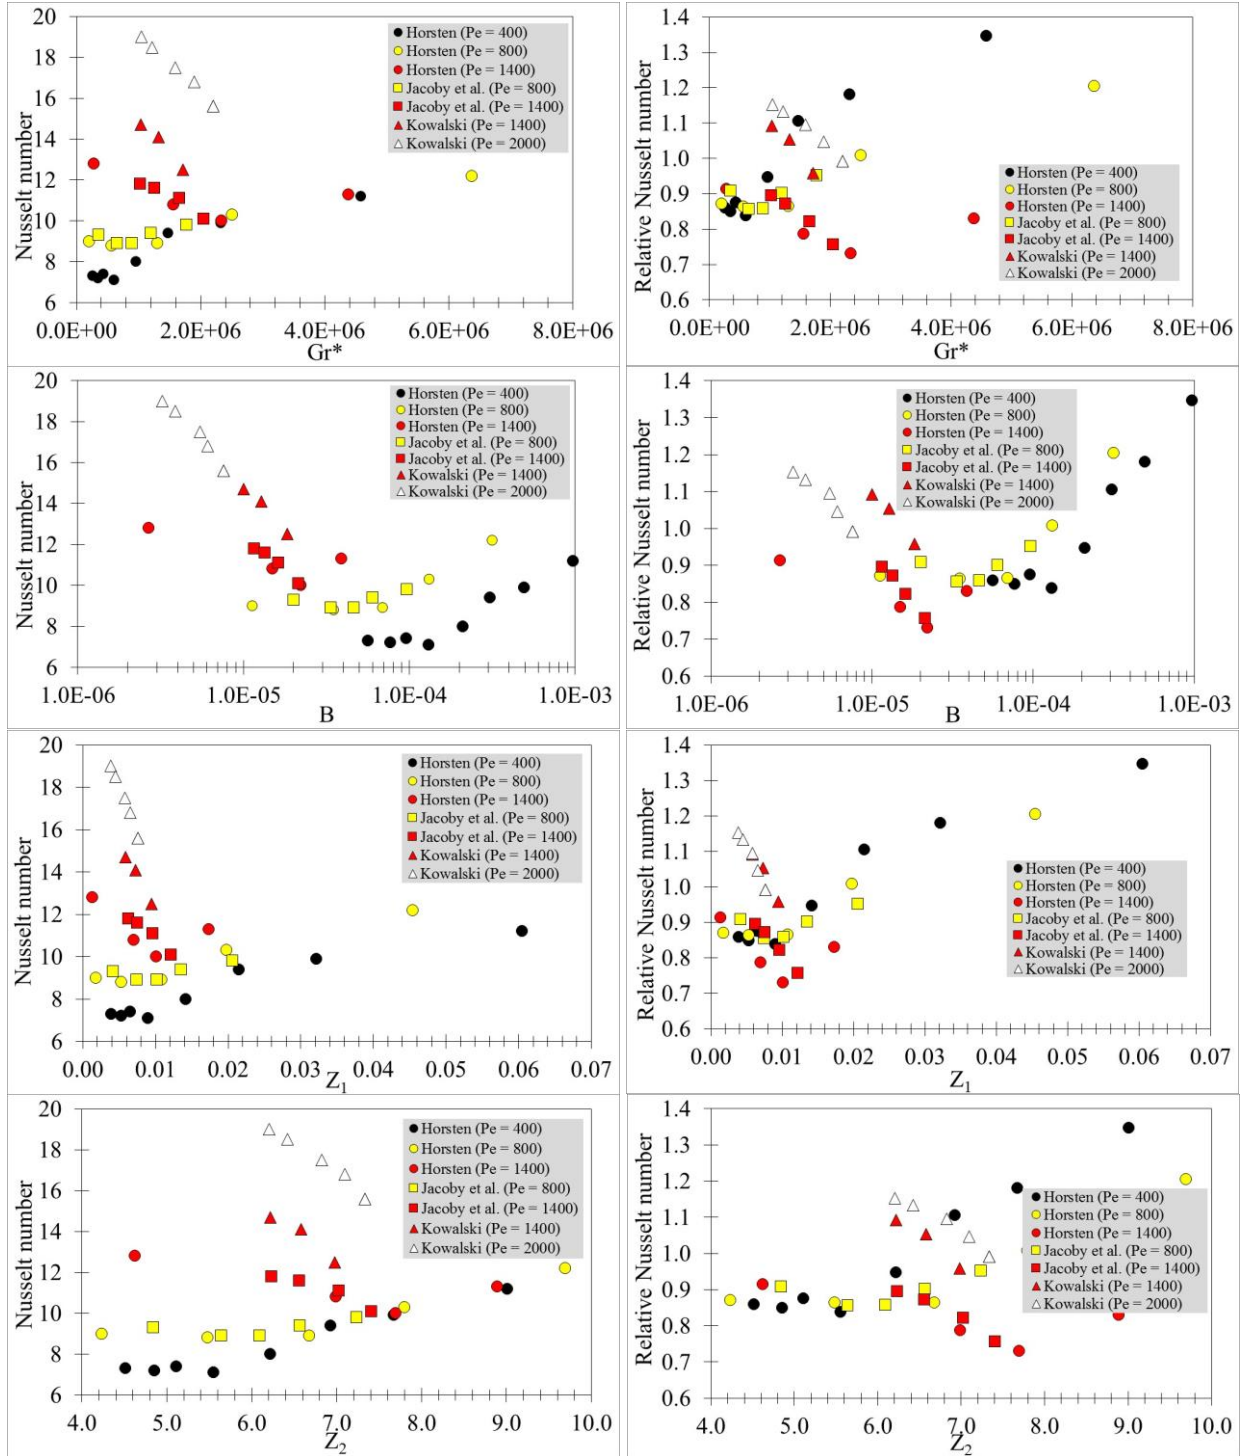 20
18
16
14
12
10
8
6
Nusselt number
Horsten (Pe = 400)
Horsten (Pe = 800)
Horsten (Pe = 1400)
Jacoby et al. (Pe = 800)
Jacoby et al. (Pe = 1400)
Kowalski (Pe = 1400)
Kowalski (Pe = 2000)
0.0E+00 2.0E+06 4.0E+06 6.0E+06 8.0E+06
Gr*
1.4
1.3
1.2
1.1
1.0
0.9
0.8
0.7
0.6
Relative Nusselt number
Horsten (Pe = 400)
Horsten (Pe = 800)
Horsten (Pe = 1400)
Jacoby et al. (Pe = 800)
Jacoby et al. (Pe = 1400)
Kowalski (Pe = 1400)
Kowalski (Pe = 2000)
0.0E+00 2.0E+06 4.0E+06 6.0E+06 8.0E+06
Gr*
20
18
16
14
12
10
8
6
Nusselt number
Horsten (Pe = 400)
Horsten (Pe = 800)
Horsten (Pe = 1400)
Jacoby et al. (Pe = 800)
Jacoby et al. (Pe = 1400)
Kowalski (Pe = 1400)
Kowalski (Pe = 2000)
1.0E-06 1.0E-05 1.0E-04 1.0E-03
B
1.4
1.3
1.2
1.1
1.0
0.9
0.8
0.7
0.6
Relative Nusselt number
Horsten (Pe = 400)
Horsten (Pe = 800)
Horsten (Pe = 1400)
Jacoby et al. (Pe = 800)
Jacoby et al. (Pe = 1400)
Kowalski (Pe = 1400)
Kowalski (Pe = 2000)
1.0E-06 1.0E-05 1.0E-04 1.0E-03
B
20
18
16
14
12
10
8
6
Nusselt number
Horsten (Pe = 400)
Horsten (Pe = 800)
Horsten (Pe = 1400)
Jacoby et al. (Pe = 800)
Jacoby et al. (Pe = 1400)
Kowalski (Pe = 1400)
Kowalski (Pe = 2000)
0.00 0.01 0.02 0.03 0.04 0.05 0.06 0.07
Z₁
1.4
1.3
1.2
1.1
1.0
0.9
0.8
0.7
0.6
Relative Nusselt number
Horsten (Pe = 400)
Horsten (Pe = 800)
Horsten (Pe = 1400)
Jacoby et al. (Pe = 800)
Jacoby et al. (Pe = 1400)
Kowalski (Pe = 1400)
Kowalski (Pe = 2000)
0.00 0.01 0.02 0.03 0.04 0.05 0.06 0.07
Z₁
20
18
16
14
12
10
8
6
Nusselt number
Horsten (Pe = 400)
Horsten (Pe = 800)
Horsten (Pe = 1400)
Jacoby et al. (Pe = 800)
Jacoby et al. (Pe = 1400)
Kowalski (Pe = 1400)
Kowalski (Pe = 2000)
4.0 5.0 6.0 7.0 8.0 9.0 10.0
Z₂
1.4
1.3
1.2
1.1
1.0
0.9
0.8
0.7
0.6
Relative Nusselt number
Horsten (Pe = 400)
Horsten (Pe = 800)
Horsten (Pe = 1400)
Jacoby et al. (Pe = 800)
Jacoby et al. (Pe = 1400)
Kowalski (Pe = 1400)
Kowalski (Pe = 2000)
4.0 5.0 6.0 7.0 8.0 9.0 10.0
Z₂